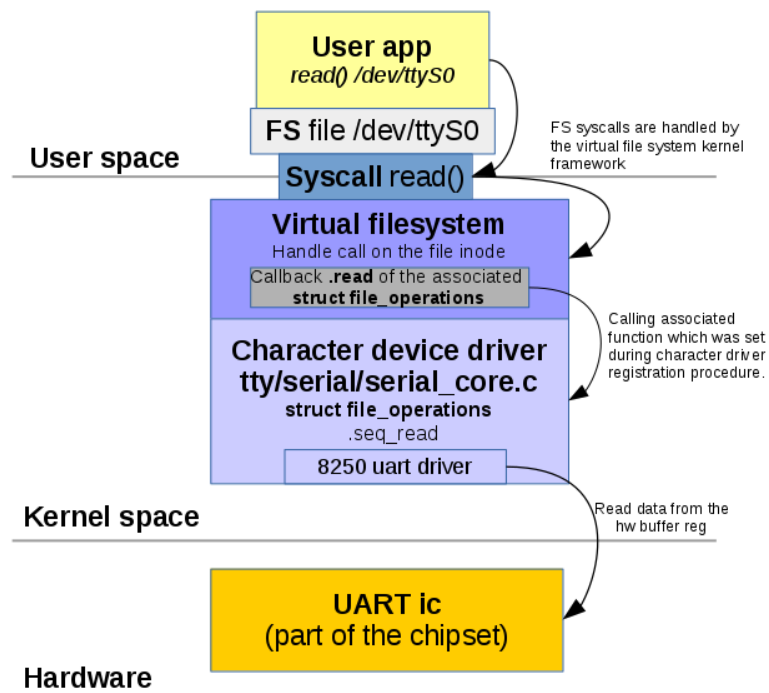 User app
read() /dev/ttyS0
FS file /dev/ttyS0
FS syscalls are handled by
the virtual file system kernel
framework
User space
Syscall read()
Virtual filesystem
Handle call on the file inode
Callback .read of the associated
struct file_operations
Calling associated
function which was set
during character driver
registration procedure.
Character device driver
tty/serial/serial_core.c
struct file_operations
.seq_read
8250 uart driver
Kernel space
Read data from the
hw buffer reg
UART ic
(part of the chipset)
Hardware